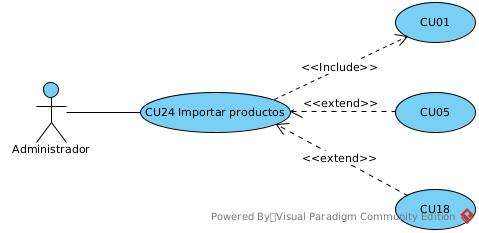 CU01
<<Include>>
CU24 Importar productos
<<extend>>
CU05
Administrador
<<extend>>
CU18
Powered By Visual Paradigm Community Edition